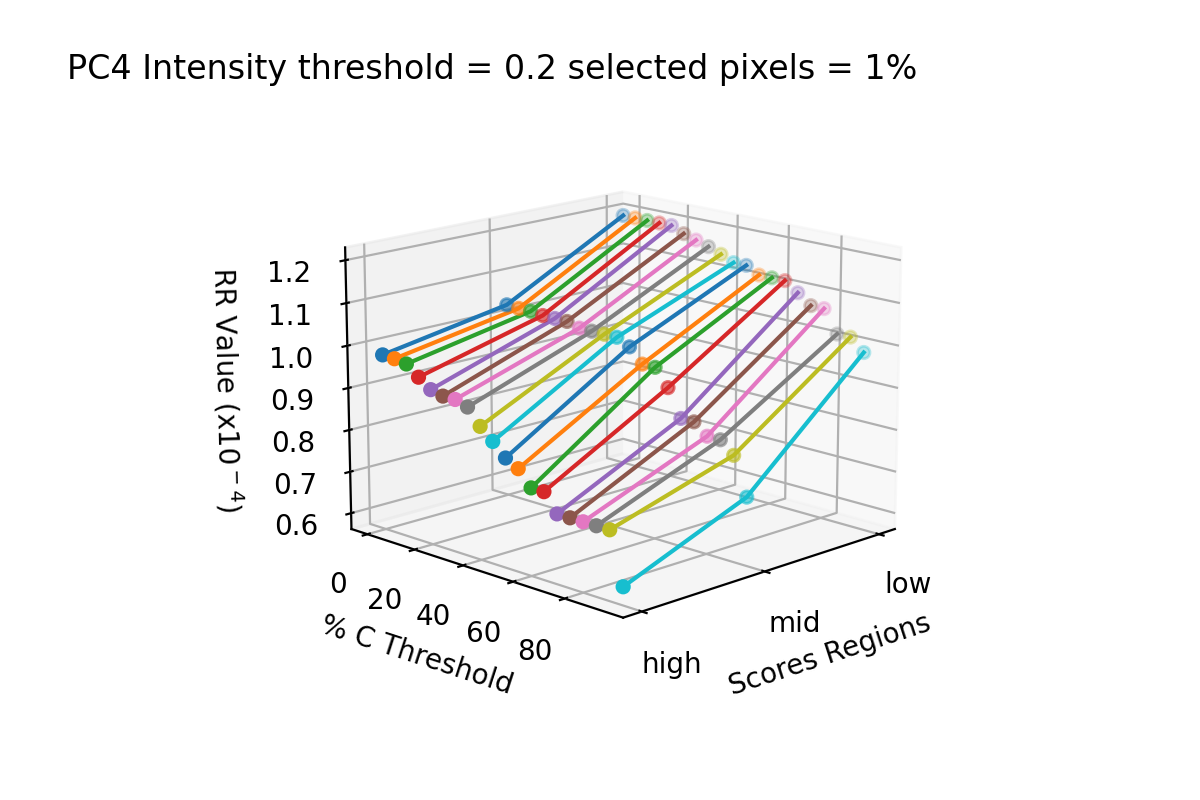 PC4 Intensity threshold = 0.2 selected pixels = 1%
RR Value (x10⁻⁴)
1.2
1.1
1.0
0.9
0.8
0.7
0.6
0
20
40
60
80
% C Threshold
high
mid
low
Scores Regions